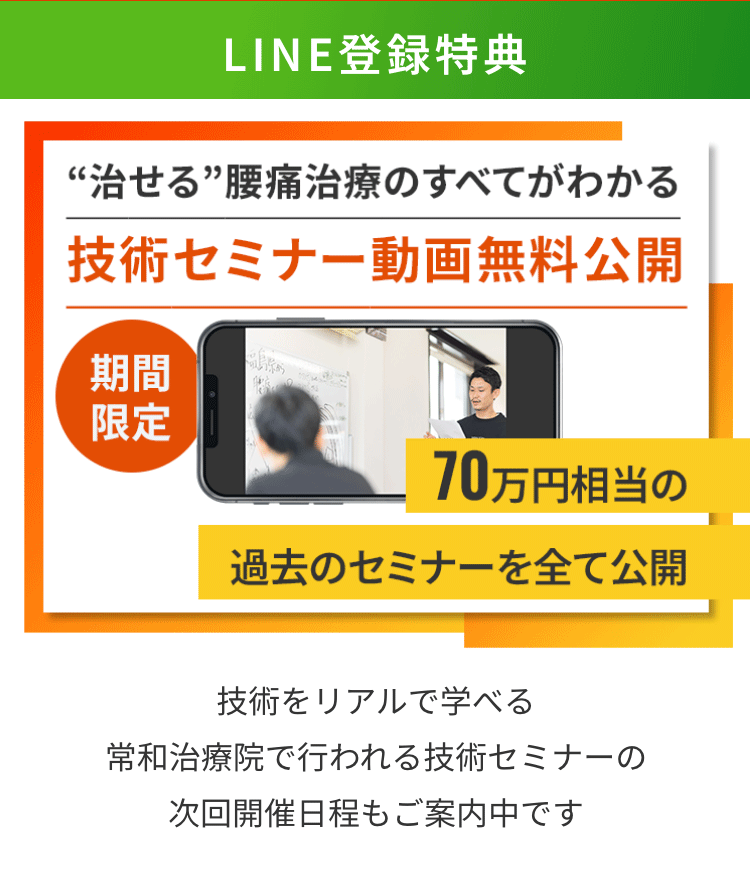 LINE登録特典
“治せる”腰痛治療のすべてがわかる
技術セミナー動画無料公開
期間
限定
70万円相当の
過去のセミナーを全て公開
技術をリアルで学べる
常和治療院で行われる技術セミナーの
次回開催日程もご案内中です